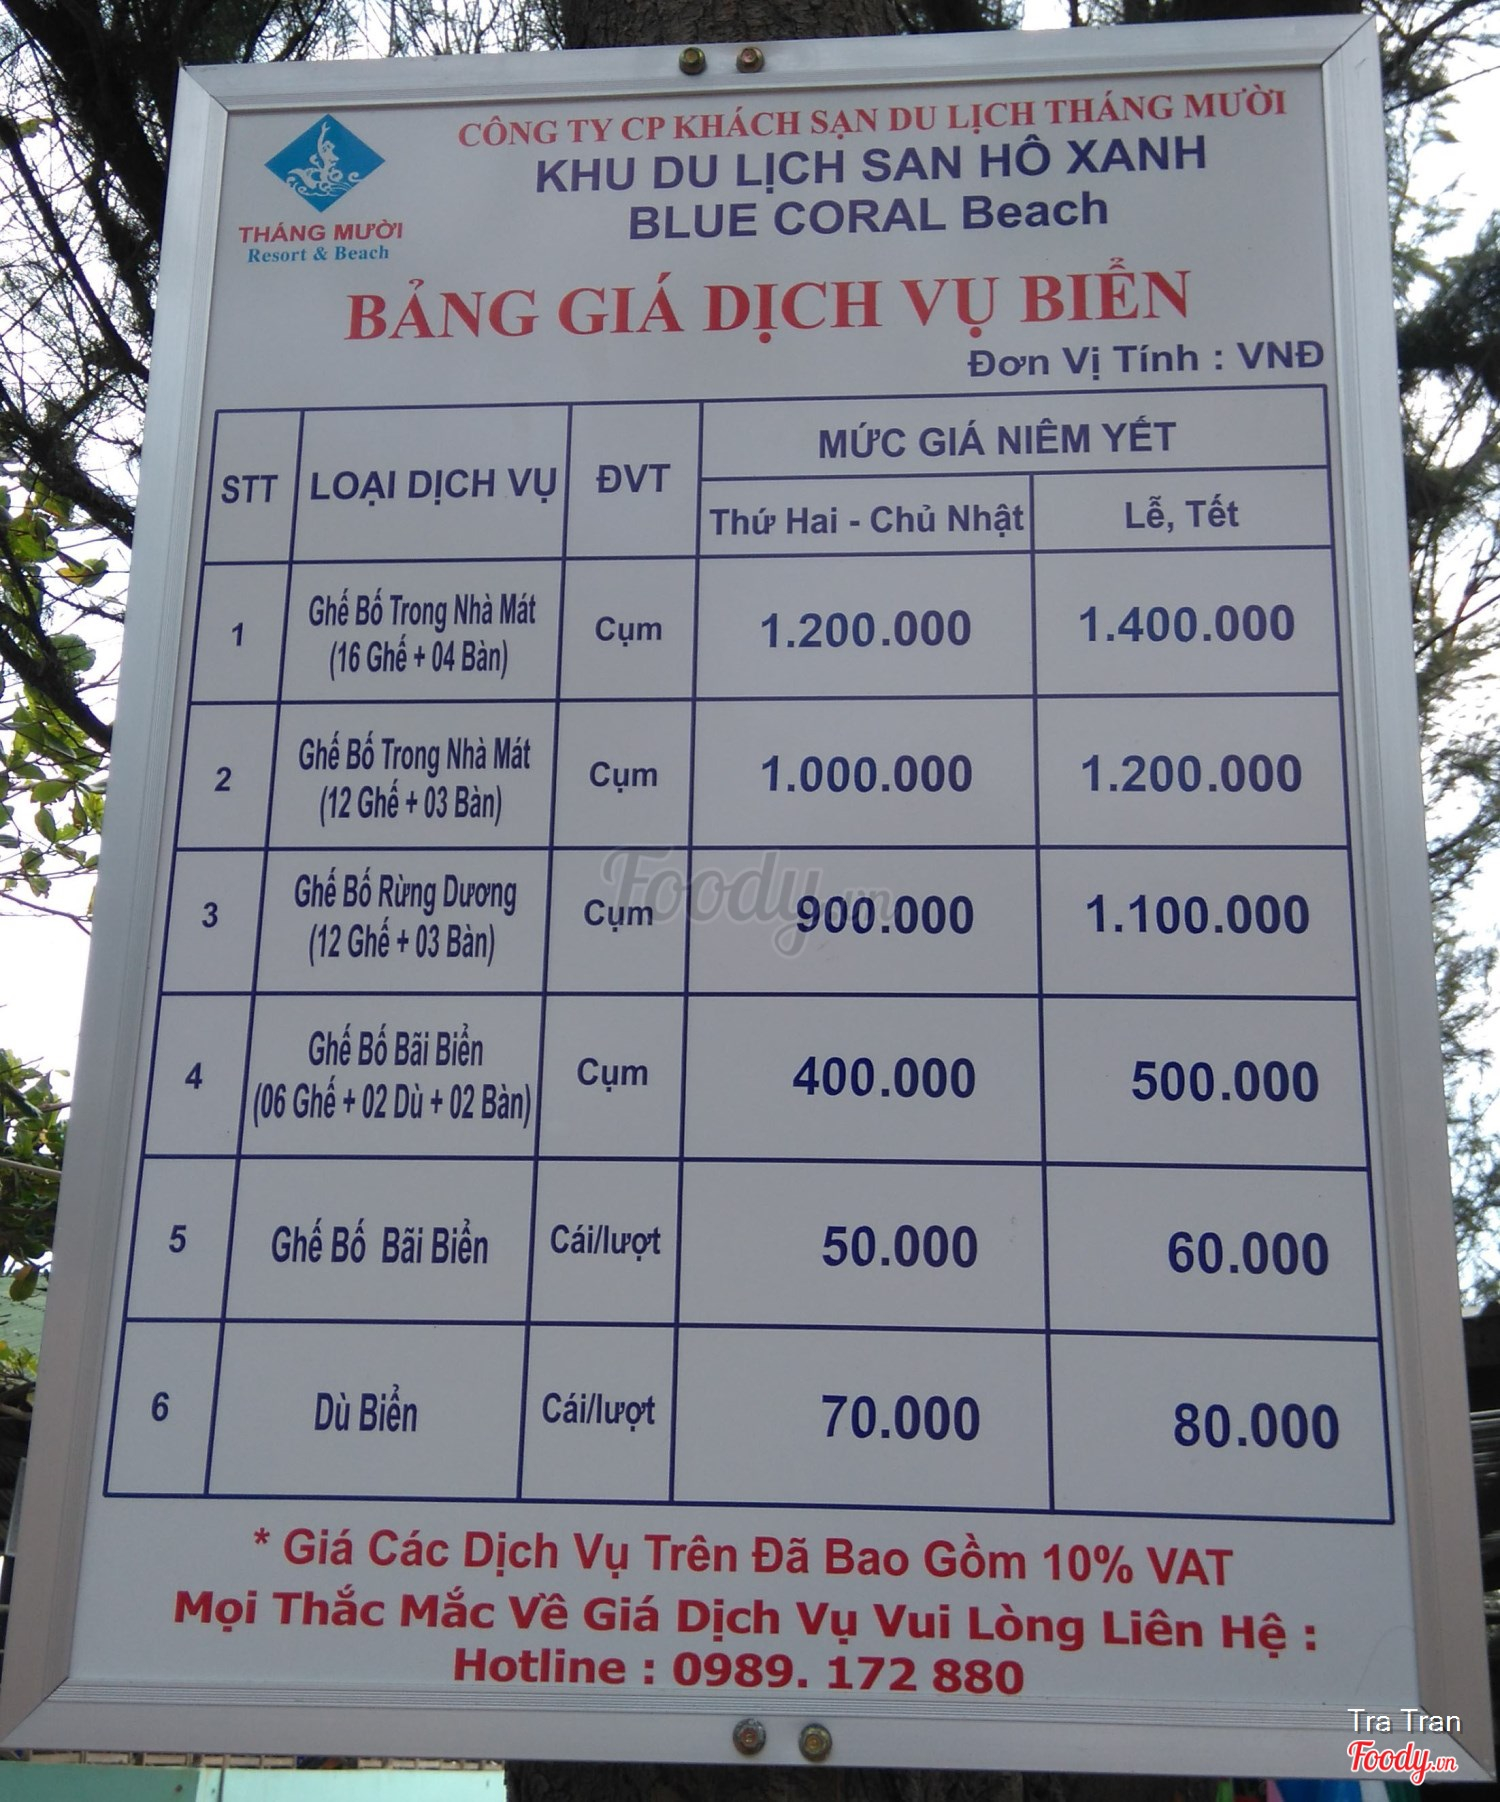 CÔNG TY CP KHÁCH SẠN DU LỊCH THÁNG MƯỜI
KHU DU LỊCH SAN HÔ XANH
BLUE CORAL Beach
THÁNG MƯỜI
Resort & Beach
BẢNG GIÁ DỊCH VỤ BIỂN
Đơn Vị Tính : VNĐ
STT LOẠI DỊCH VỤ ĐVT MỨC GIÁ NIÊM YẾT
Thứ Hai - Chủ Nhật Lễ, Tết
1 Ghế Bố Trong Nhà Mát Cụm 1.200.000 1.400.000
(16 Ghế + 04 Bàn)
2 Ghế Bố Trong Nhà Mát Cụm 1.000.000 1.200.000
(12 Ghế + 03 Bàn)
3 Ghế Bố Rừng Dương Cụm 900.000 1.100.000
(12 Ghế + 03 Bàn)
4 Ghế Bố Bãi Biển Cụm 400.000 500.000
(06 Ghế + 02 Dù + 02 Bàn)
5 Ghế Bố Bãi Biển Cái/lượt 50.000 60.000
6 Dù Biển Cái/lượt 70.000 80.000
* Giá Các Dịch Vụ Trên Đã Bao Gồm 10% VAT
Mọi Thắc Mắc Về Giá Dịch Vụ Vui Lòng Liên Hệ :
Hotline : 0989. 172 880
Foody.vn
Tra Tran
Foody.vn